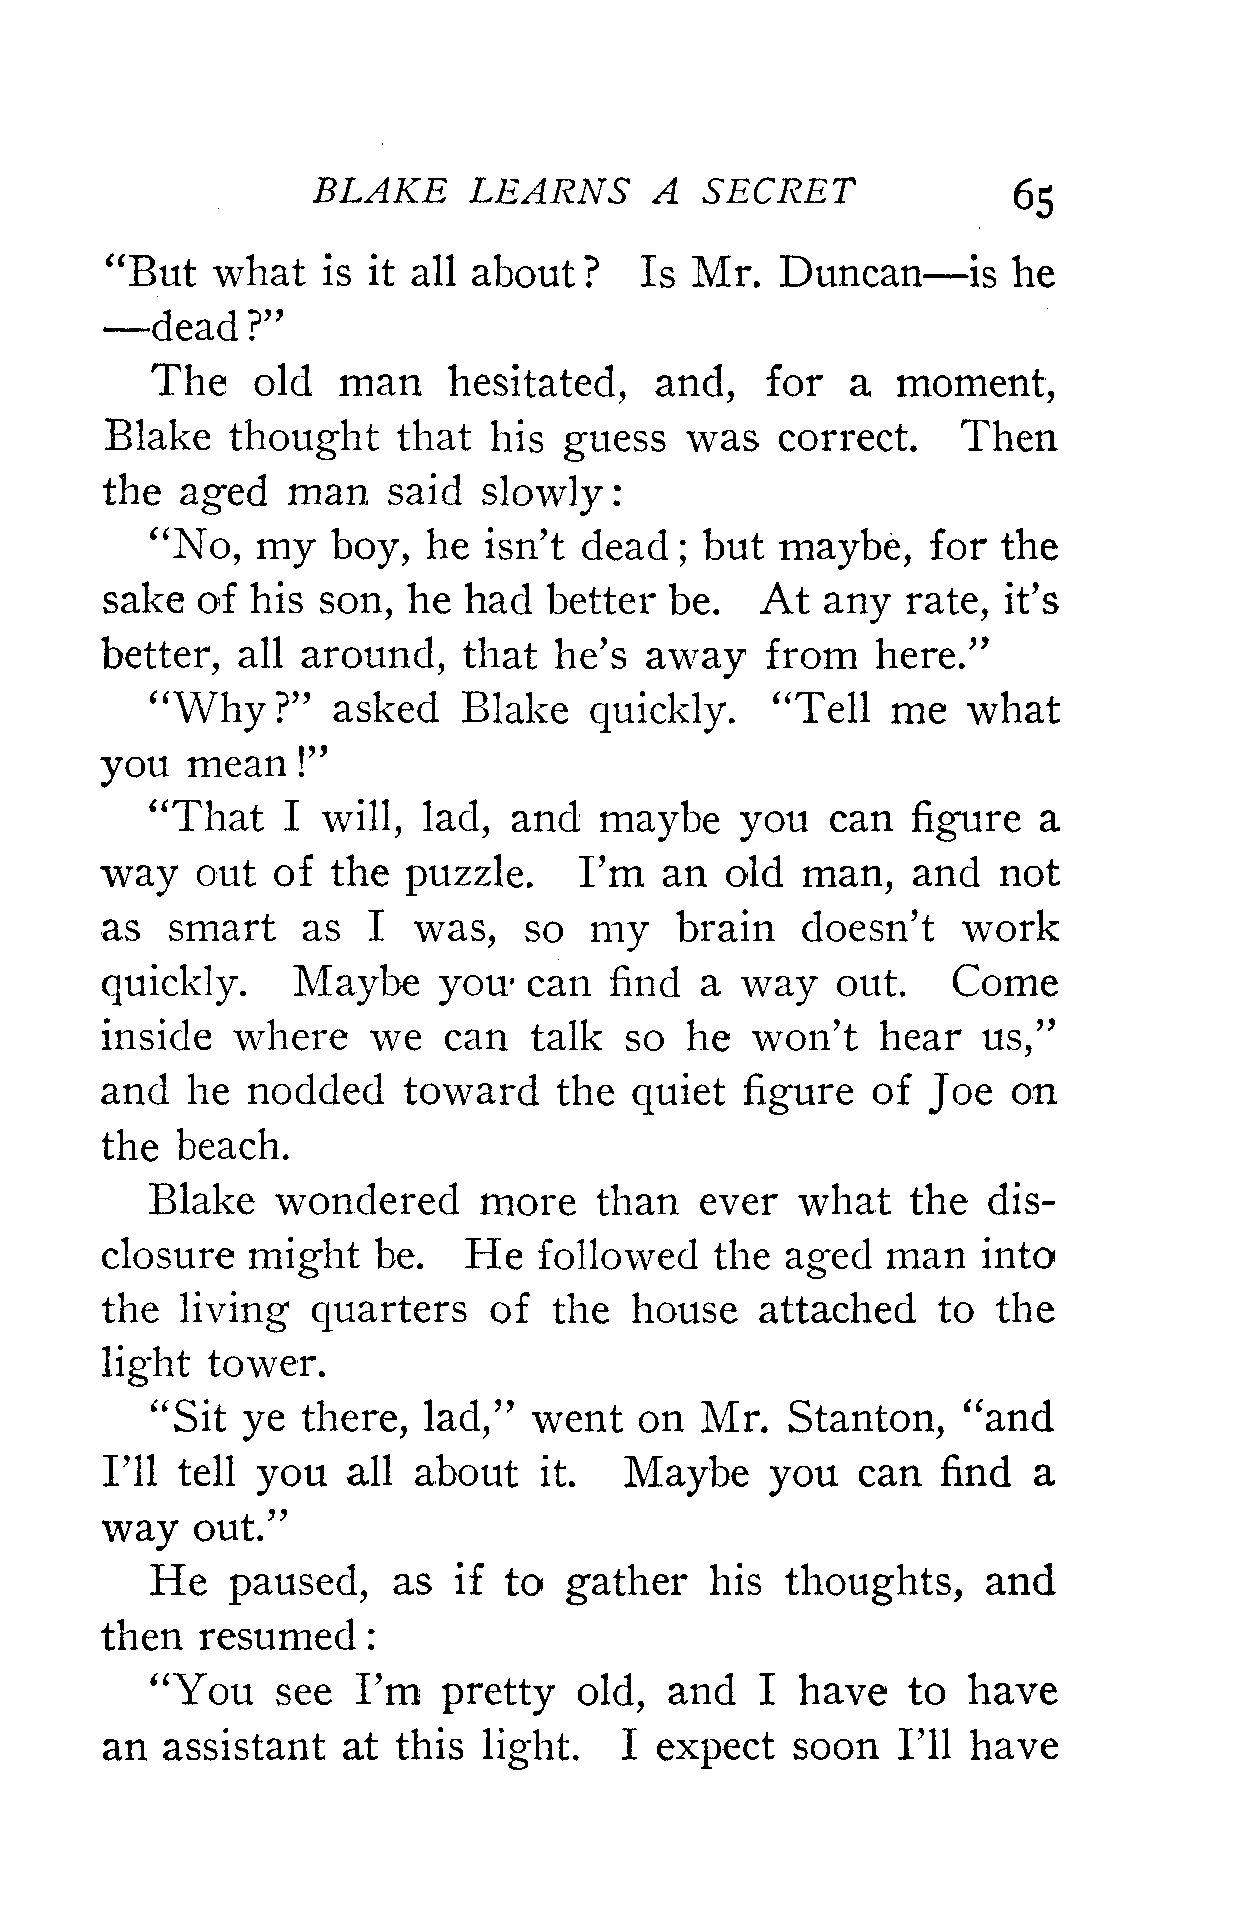 BLAKE LEARNS A SECRET 65
“But what is it all about? Is Mr. Duncan—is he
—dead?”
The old man hesitated, and, for a moment,
Blake thought that his guess was correct. Then
the aged man said slowly:
“No, my boy, he isn’t dead; but maybe, for the
sake of his son, he had better be. At any rate, it’s
better, all around, that he’s away from here.”
“Why?” asked Blake quickly. “Tell me what
you mean!”
“That I will, lad, and maybe you can figure a
way out of the puzzle. I’m an old man, and not
as smart as I was, so my brain doesn’t work
quickly. Maybe you can find a way out. Come
inside where we can talk so he won’t hear us,”
and he nodded toward the quiet figure of Joe on
the beach.
Blake wondered more than ever what the dis-
closure might be. He followed the aged man into
the living quarters of the house attached to the
light tower.
“Sit ye there, lad,” went on Mr. Stanton, “and
I’ll tell you all about it. Maybe you can find a
way out.”
He paused, as if to gather his thoughts, and
then resumed:
“You see I’m pretty old, and I have to have
an assistant at this light. I expect soon I’ll have